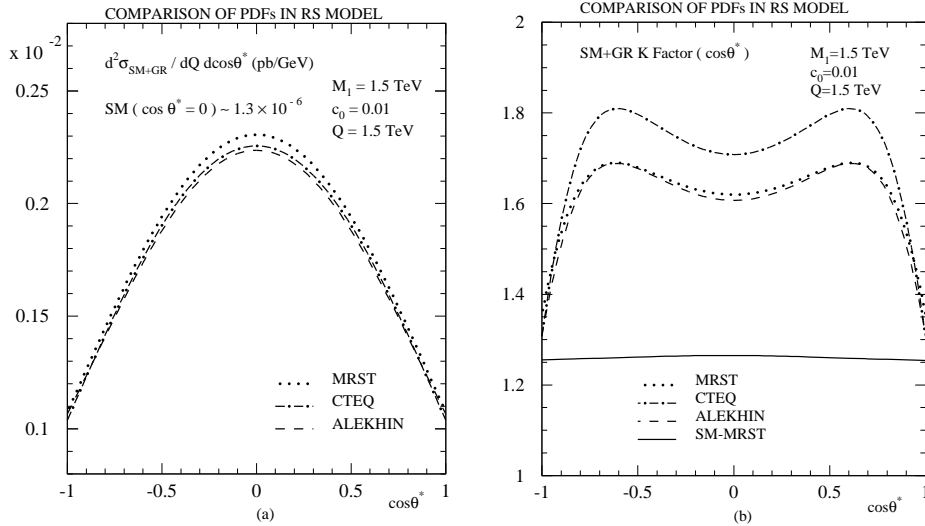 COMPARISON OF PDFs IN RS MODEL
x 10^-2
d²σ_SM+GR / dQ dcosθ* (pb/GeV)
M_1 = 1.5 TeV
SM ( cos θ* = 0 ) ~ 1.3 × 10^-6
c_0 = 0.01
Q = 1.5 TeV
0.25
0.2
0.15
0.1
MRST
CTEQ
ALEKHIN
-1
-0.5
0
0.5
1
cosθ*
(a)
COMPARISON OF PDFs IN RS MODEL
SM+GR K Factor ( cosθ* )
M_1=1.5 TeV
c_0=0.01
Q=1.5 TeV
2
1.8
1.6
1.4
1.2
1
MRST
CTEQ
ALEKHIN
SM-MRST
-1
-0.5
0
0.5
1
cosθ*
(b)